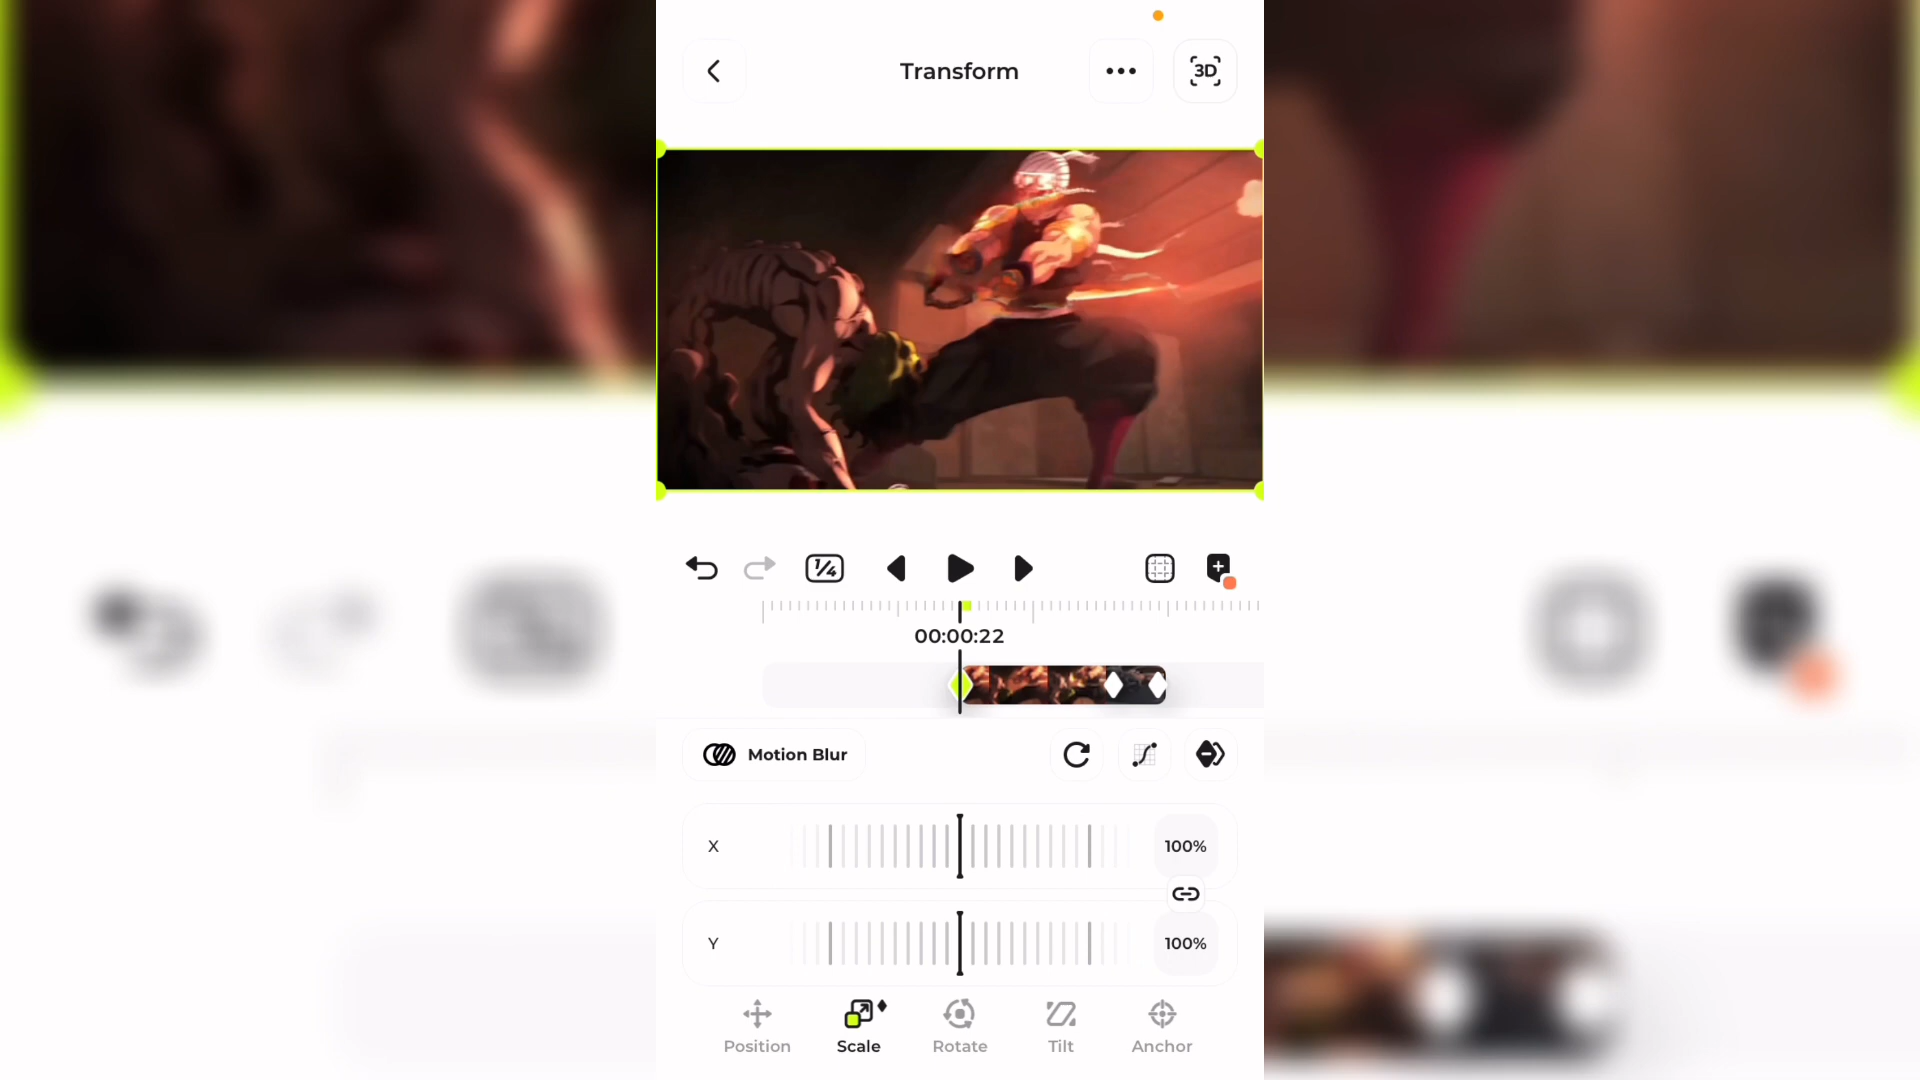 Transform
3D
1/4
00:00:22
Motion Blur
X
100%
Y
100%
Position
Scale
Rotate
Tilt
Anchor